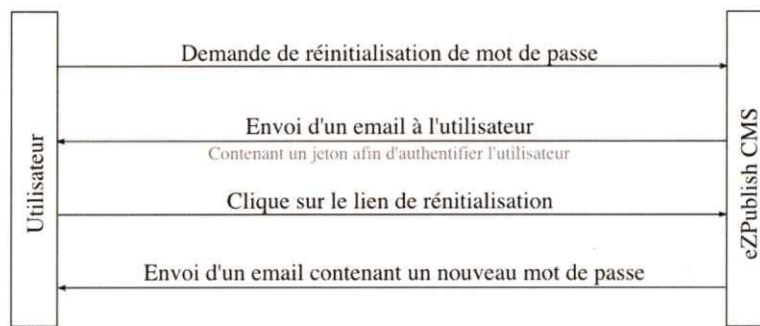 Demande de réinitialisation de mot de passe
Envoi d'un email à l'utilisateur
Contenant un jeton afin d'authentifier l'utilisateur
Clique sur le lien de rénitialisation
Envoi d'un email contenant un nouveau mot de passe
Utilisateur
eZPublish CMS